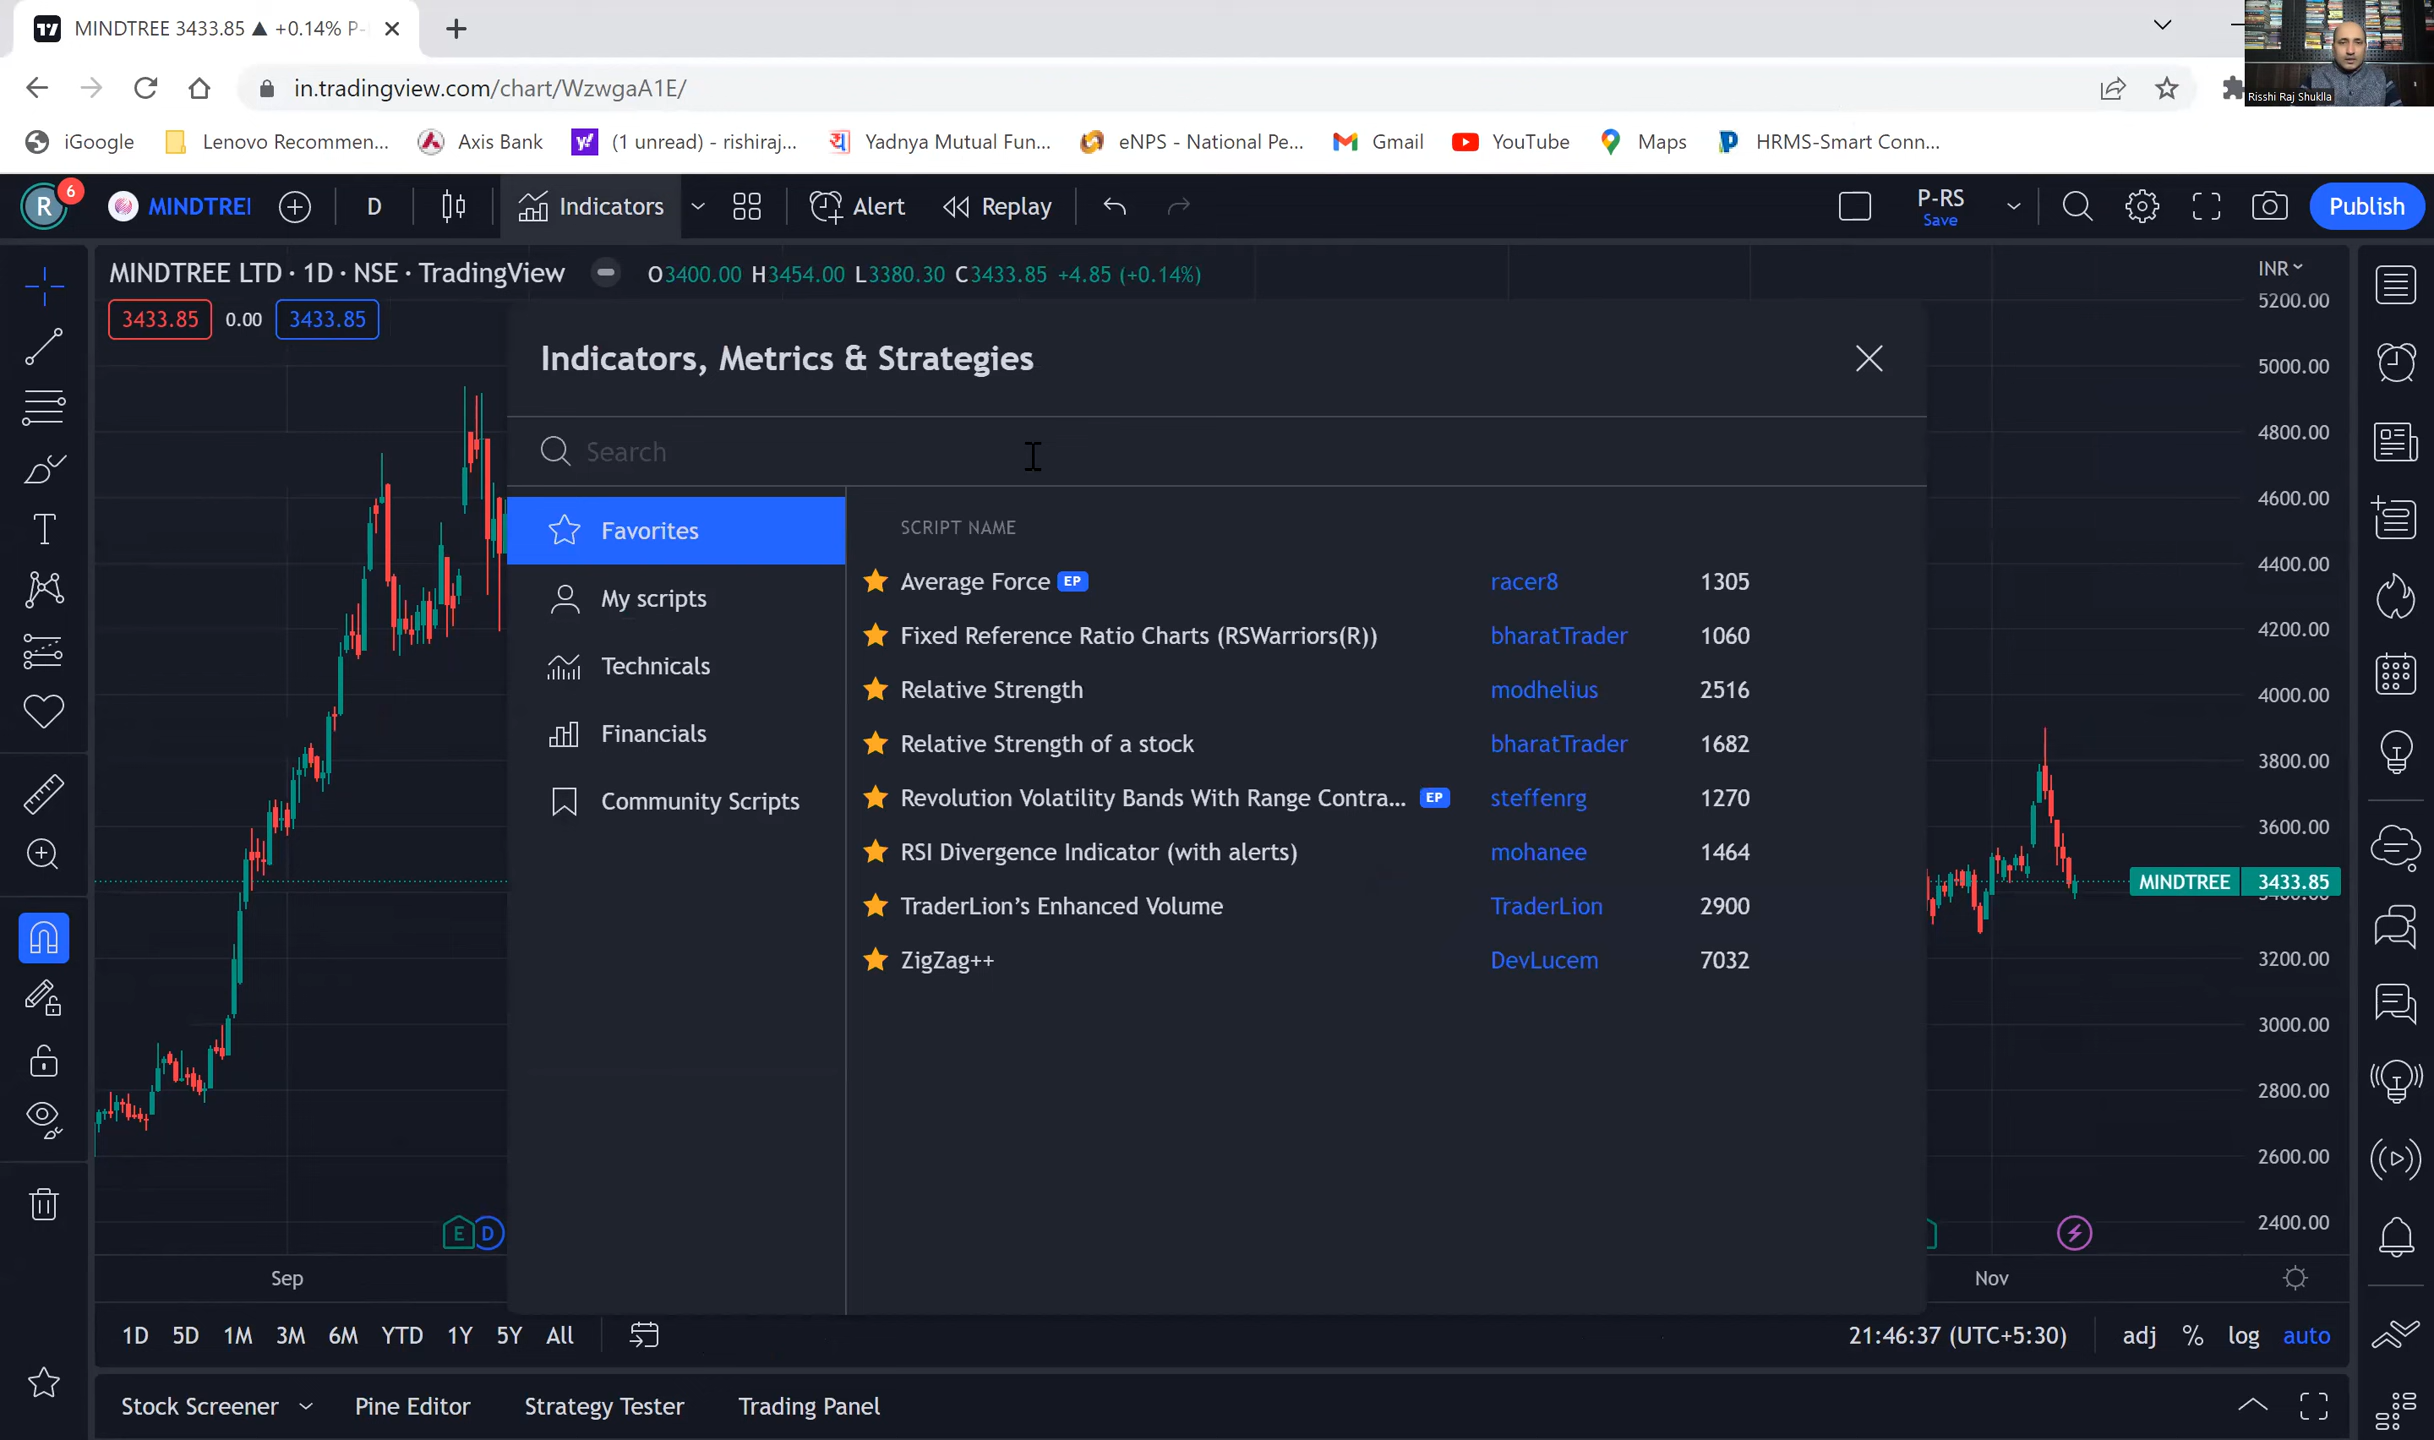 MINDTREE 3433.85 ▲ +0.14% P-
in.tradingview.com/chart/WzwgaA1E/
Risshi Raj Shuklla
iGoogle
Lenovo Recommen...
Axis Bank
(1 unread) - rishiraj...
Yadnya Mutual Fun...
eNPS - National Pe...
Gmail
YouTube
Maps
HRMS-Smart Conn...
R
6
MINDTREI
D
Indicators
Alert
Replay
P-RS
Save
Publish
MINDTREE LTD · 1D · NSE · TradingView
O3400.00 H3454.00 L3380.30 C3433.85 +4.85 (+0.14%)
INR
3433.85
0.00
3433.85
Indicators, Metrics & Strategies
Search
Favorites
My scripts
Technicals
Financials
Community Scripts
SCRIPT NAME
Average Force EP racer8 1305
Fixed Reference Ratio Charts (RSWarriors(R)) bharatTrader 1060
Relative Strength modhelius 2516
Relative Strength of a stock bharatTrader 1682
Revolution Volatility Bands With Range Contra... EP steffenrg 1270
RSI Divergence Indicator (with alerts) mohanee 1464
TraderLion’s Enhanced Volume TraderLion 2900
ZigZag++ DevLucem 7032
5200.00
5000.00
4800.00
4600.00
4400.00
4200.00
4000.00
3800.00
3600.00
MINDTREE 3433.85
3200.00
3000.00
2800.00
2600.00
2400.00
E
D
Sep
Nov
1D 5D 1M 3M 6M YTD 1Y 5Y All
21:46:37 (UTC+5:30)
adj % log auto
Stock Screener
Pine Editor
Strategy Tester
Trading Panel